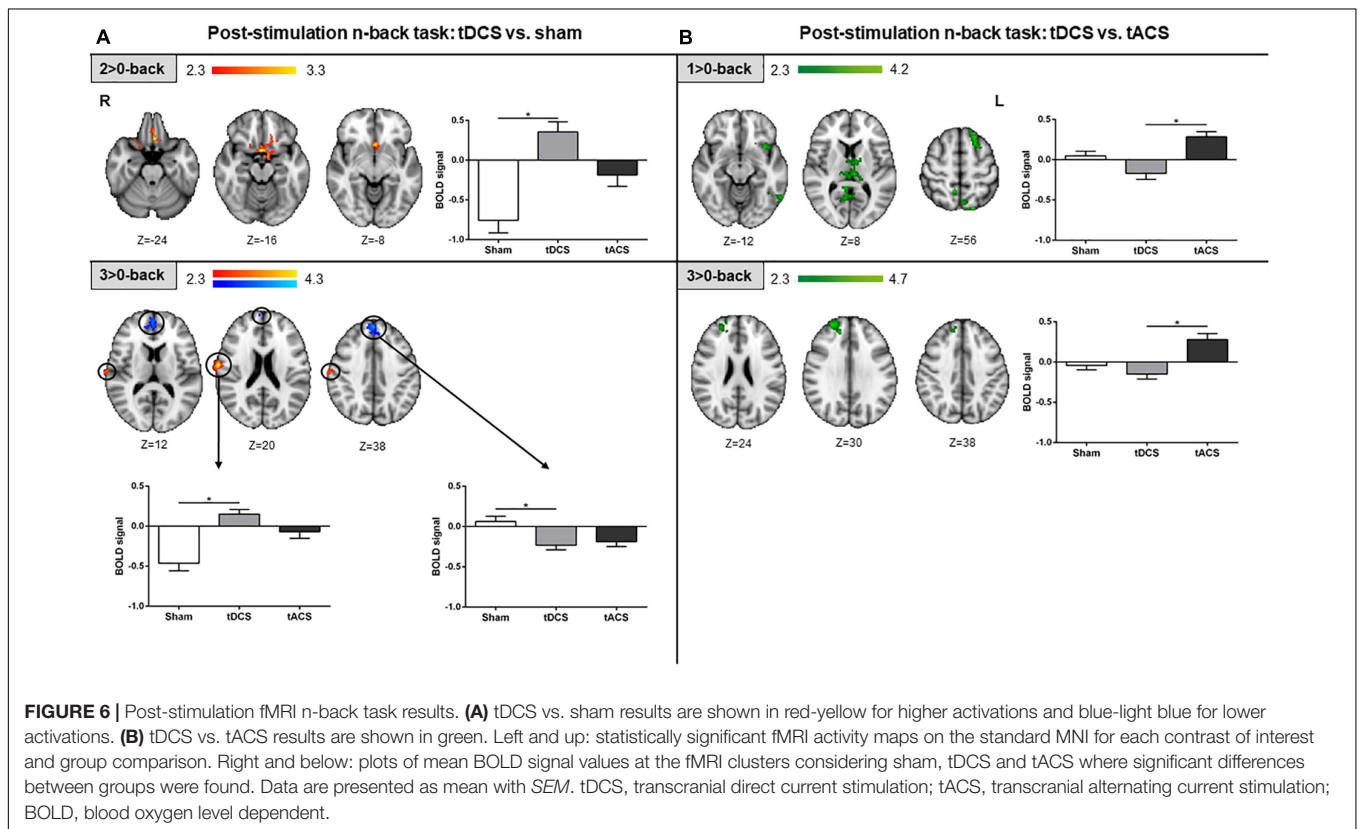 A
Post-stimulation n-back task: tDCS vs. sham
2>0-back
2.3
3.3
R
Z=-24
Z=-16
Z=-8
BOLD signal
0.5
0.0
-0.5
-1.0
*
Sham
tDCS
tACS
3>0-back
2.3
4.3
Z=12
Z=20
Z=38
BOLD signal
0.5
0.0
-0.5
-1.0
*
Sham
tDCS
tACS
BOLD signal
0.5
0.0
-0.5
-1.0
*
Sham
tDCS
tACS
B
Post-stimulation n-back task: tDCS vs. tACS
1>0-back
2.3
4.2
L
Z=-12
Z=8
Z=56
BOLD signal
0.5
0.0
-0.5
-1.0
*
Sham
tDCS
tACS
3>0-back
2.3
4.7
Z=24
Z=30
Z=38
BOLD signal
0.5
0.0
-0.5
-1.0
*
Sham
tDCS
tACS
FIGURE 6 | Post-stimulation fMRI n-back task results. (A) tDCS vs. sham results are shown in red-yellow for higher activations and blue-light blue for lower
activations. (B) tDCS vs. tACS results are shown in green. Left and up: statistically significant fMRI activity maps on the standard MNI for each contrast of interest
and group comparison. Right and below: plots of mean BOLD signal values at the fMRI clusters considering sham, tDCS and tACS where significant differences
between groups were found. Data are presented as mean with SEM. tDCS, transcranial direct current stimulation; tACS, transcranial alternating current stimulation;
BOLD, blood oxygen level dependent.